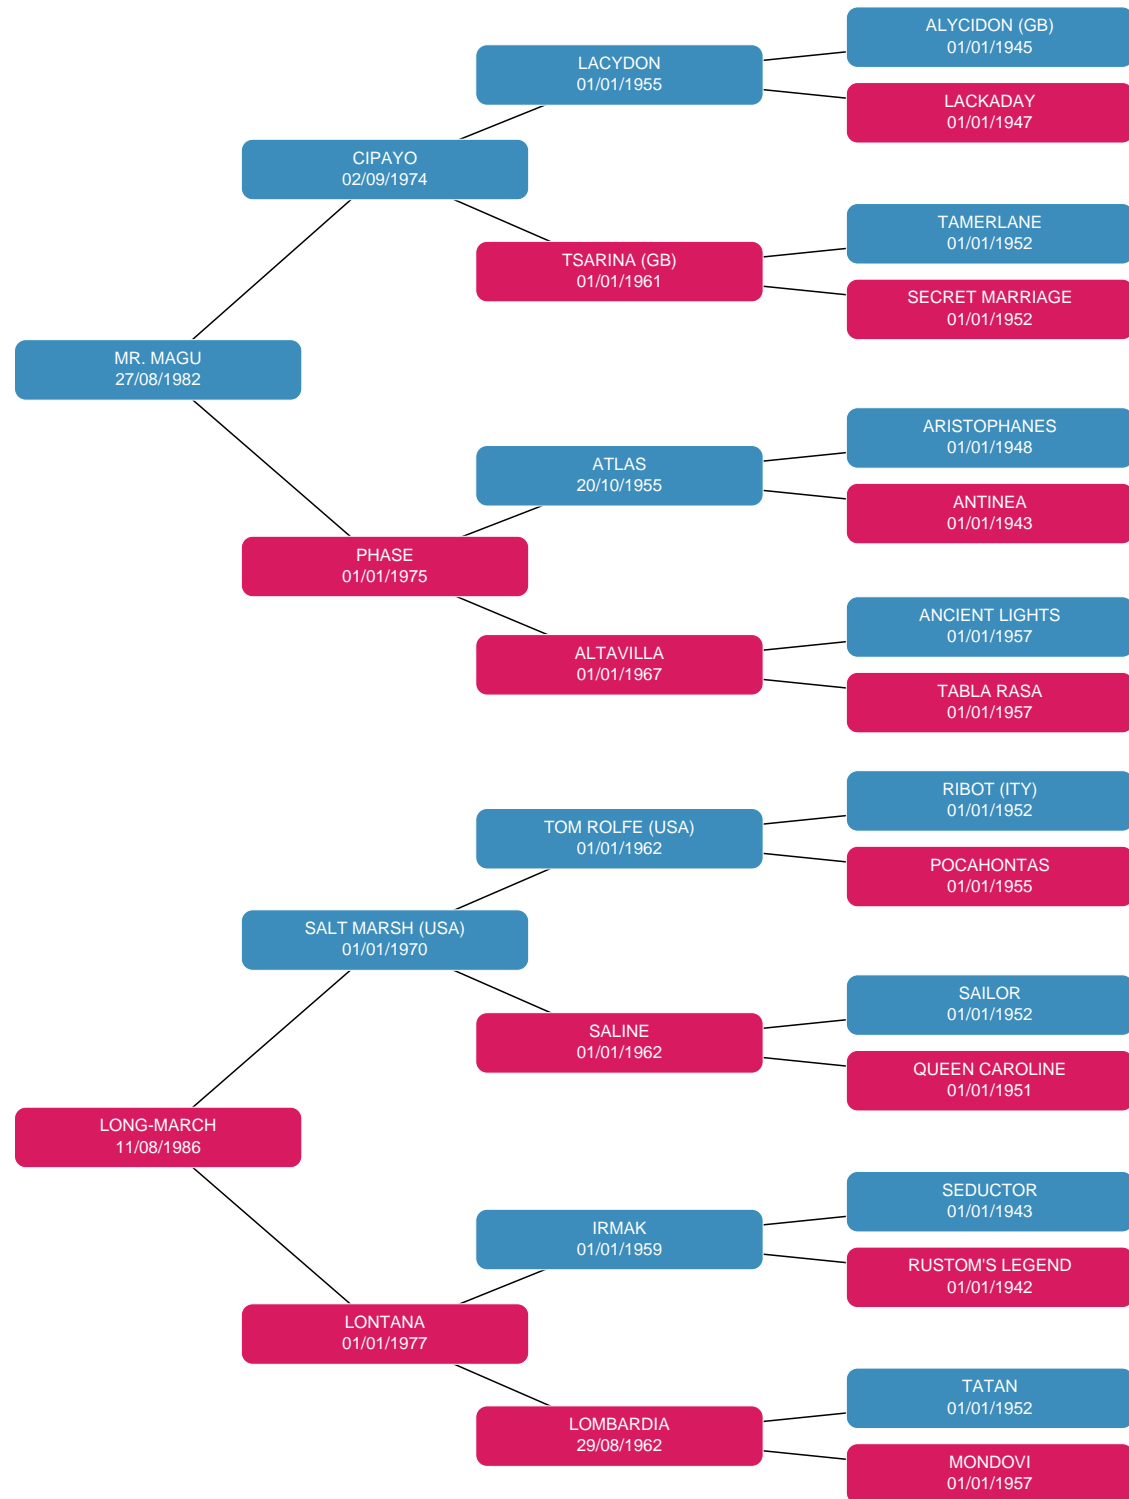 ALYCIDON (GB)
01/01/1945
LACYDON
01/01/1955
LACKADAY
01/01/1947
CIPAYO
02/09/1974
TAMERLANE
01/01/1952
TSARINA (GB)
01/01/1961
SECRET MARRIAGE
01/01/1952
MR. MAGU
27/08/1982
ARISTOPHANES
01/01/1948
ATLAS
20/10/1955
ANTINEA
01/01/1943
PHASE
01/01/1975
ANCIENT LIGHTS
01/01/1957
ALTAVILLA
01/01/1967
TABLA RASA
01/01/1957
RIBOT (ITY)
01/01/1952
TOM ROLFE (USA)
01/01/1962
POCAHONTAS
01/01/1955
SALT MARSH (USA)
01/01/1970
SAILOR
01/01/1952
SALINE
01/01/1962
QUEEN CAROLINE
01/01/1951
LONG-MARCH
11/08/1986
SEDUCTOR
01/01/1943
IRMAK
01/01/1959
RUSTOM'S LEGEND
01/01/1942
LONTANA
01/01/1977
TATAN
01/01/1952
LOMBARDIA
29/08/1962
MONDOVI
01/01/1957